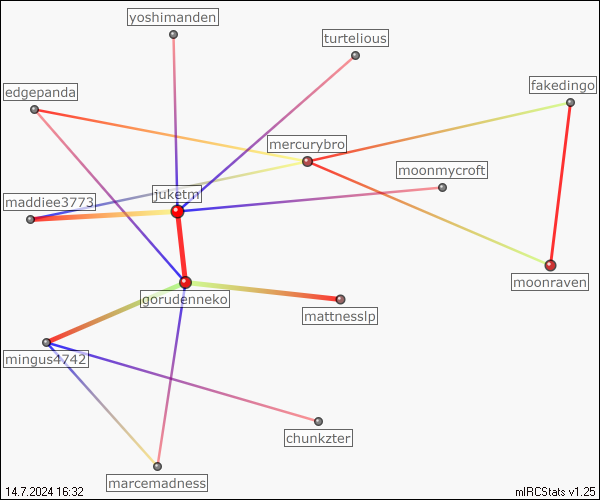 yoshimanden
turtelious
edgepanda
fakedingo
mercurybro
moonmycroft
juketm
maddiee3773
moonraven
gorudenneko
mattnesslp
mingus4742
chunkzter
marcemadness
14.7.2024 16:32
mIRCStats v1.25